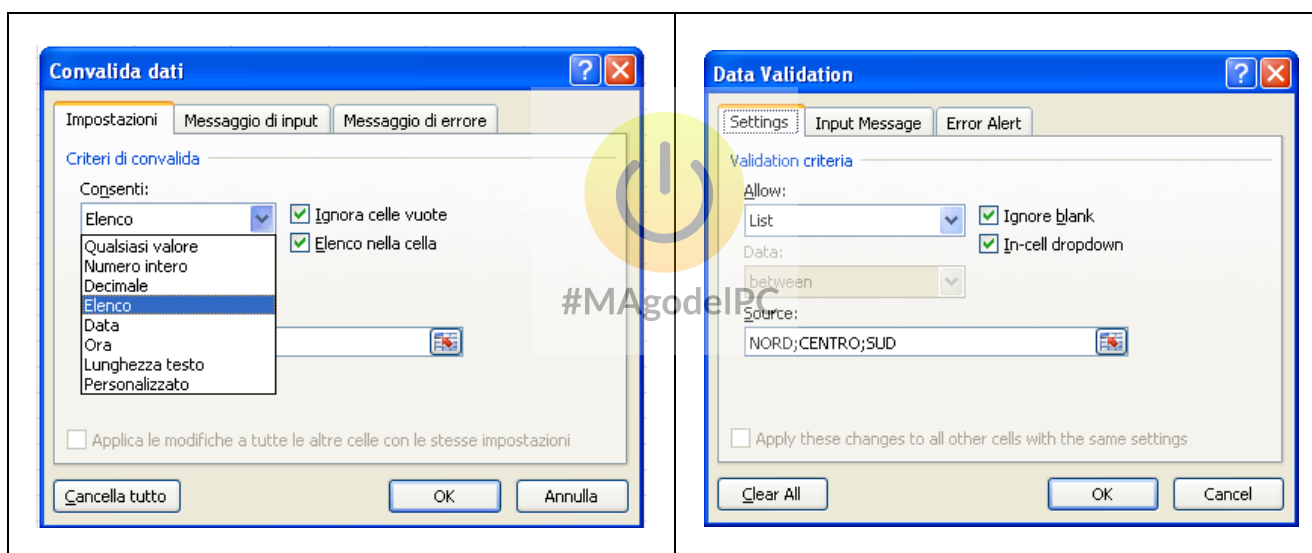 Convalida dati
Impostazioni Messaggio di input Messaggio di errore
Criteri di convalida
Consenti:
Elenco
Ignora celle vuote
Elenco nella cella
Qualsiasi valore
Numero intero
Decimale
Elenco
Data
Ora
Lunghezza testo
Personalizzato
Applica le modifiche a tutte le altre celle con le stesse impostazioni
Cancella tutto OK Annulla
#MAgodelPC
Data Validation
Settings Input Message Error Alert
Validation criteria
Allow:
List
Ignore blank
In-cell dropdown
Data:
between
Source:
NORD;CENTRO;SUD
Apply these changes to all other cells with the same settings
Clear All OK Cancel